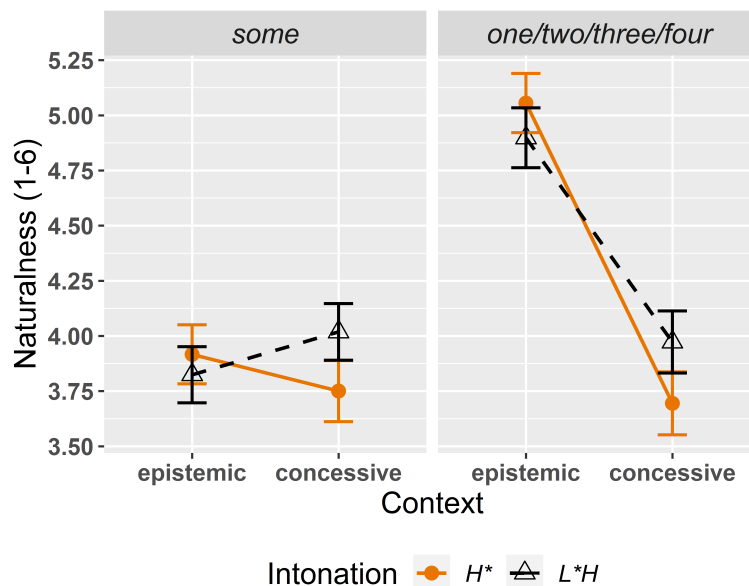 some
one/two/three/four
Naturalness (1-6)
5.25
5.00
4.75
4.50
4.25
4.00
3.75
3.50
epistemic concessive epistemic concessive
Context
Intonation H* L*H